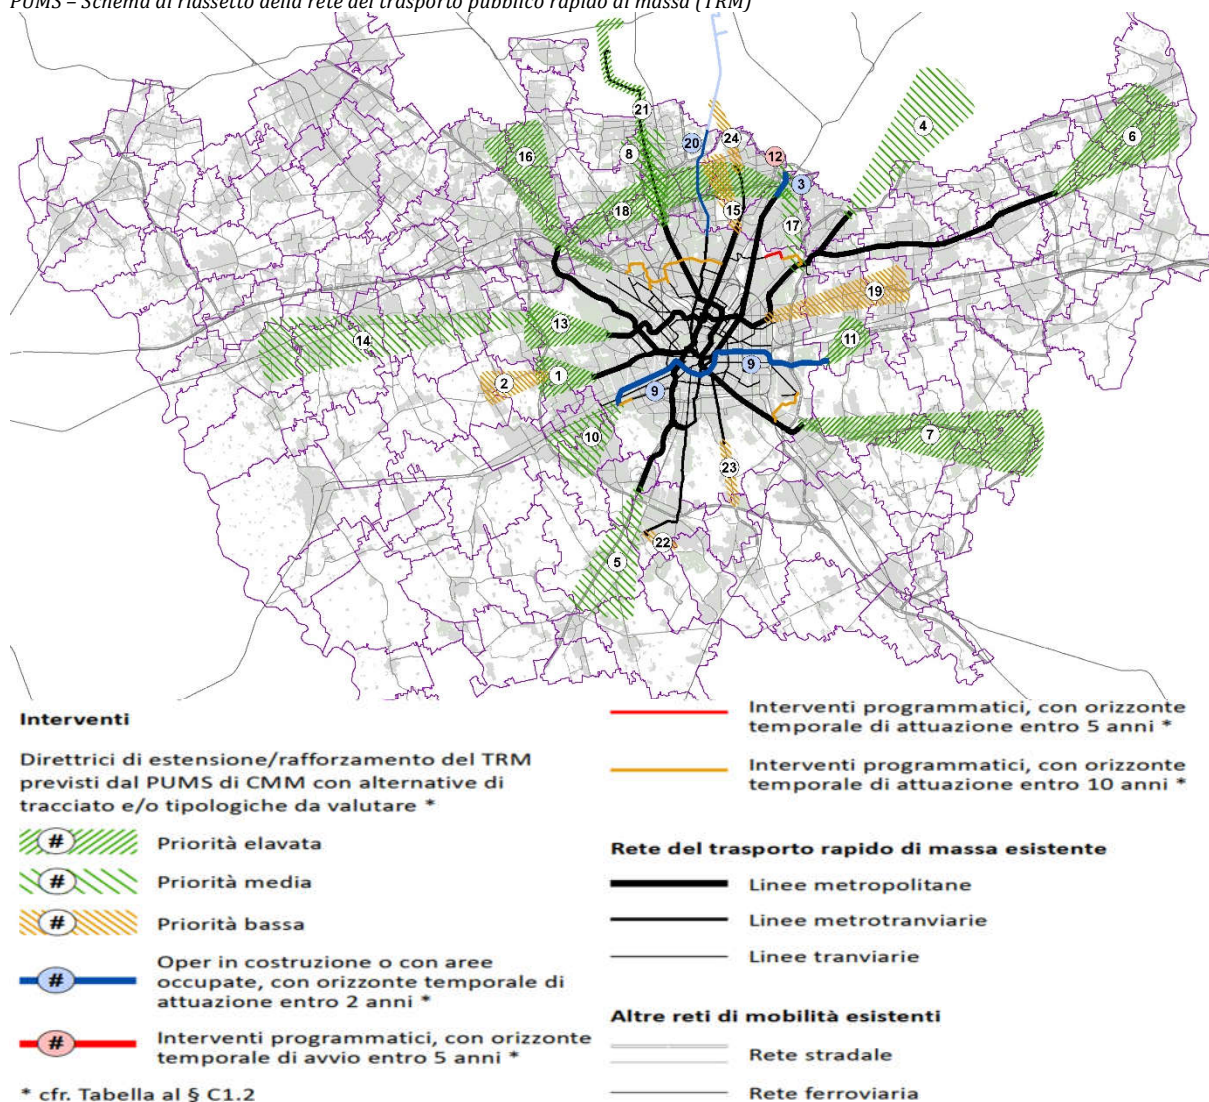 PUMS – Schema di riassetto della rete del trasporto pubblico rapido di massa (TRM)
21
4
20
24
6
8
12
16
3
18
15
17
19
13
11
14
9
1
2
9
10
7
23
22
5
Interventi
Direttrici di estensione/rafforzamento del TRM
previsti dal PUMS di CMM con alternative di
tracciato e/o tipologiche da valutare *
# Priorità elavata
# Priorità media
# Priorità bassa
# Oper in costruzione o con aree
occupate, con orizzonte temporale di
attuazione entro 2 anni *
# Interventi programmatici, con orizzonte
temporale di avvio entro 5 anni *
* cfr. Tabella al § C1.2
Interventi programmatici, con orizzonte
temporale di attuazione entro 5 anni *
Interventi programmatici, con orizzonte
temporale di attuazione entro 10 anni *
Rete del trasporto rapido di massa esistente
Linee metropolitane
Linee metrotranviarie
Linee tranviarie
Altre reti di mobilità esistenti
Rete stradale
Rete ferroviaria